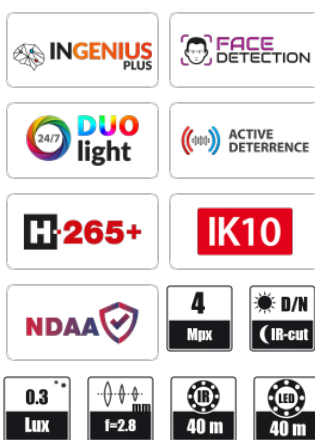 INGENIUS
PLUS
FACE
DETECTION
24/7
DUO
light
ACTIVE
DETERRENCE
H·265+
IK10
NDAA
4
Mpx
D/N
IR-cut
0.3
Lux
mm
f=2.8
IR
40 m
LED
40 m